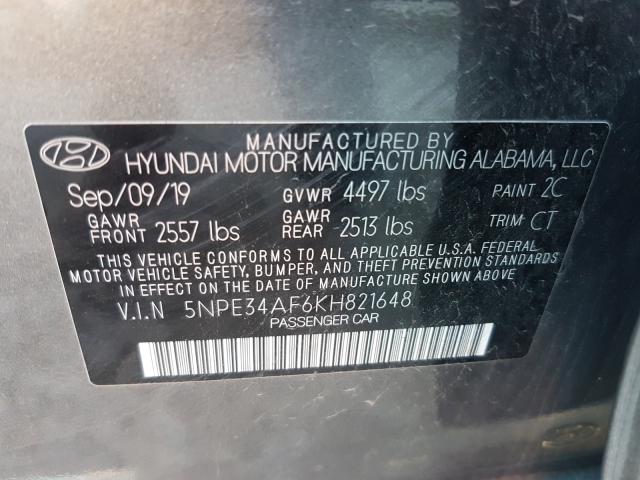 MANUFACTURED BY
HYUNDAI MOTOR MANUFACTURING ALABAMA, LLC
Sep/09/19 GVWR 4497 lbs PAINT 2C
GAWR FRONT 2557 lbs GAWR REAR 2513 lbs TRIM CT
THIS VEHICLE CONFORMS TO ALL APPLICABLE U.S.A. FEDERAL
MOTOR VEHICLE SAFETY, BUMPER, AND THEFT PREVENTION STANDARDS
IN EFFECT ON THE DATE OF MANUFACTURE SHOWN ABOVE.
V.I.N 5NPE34AF6KH821648
PASSENGER CAR